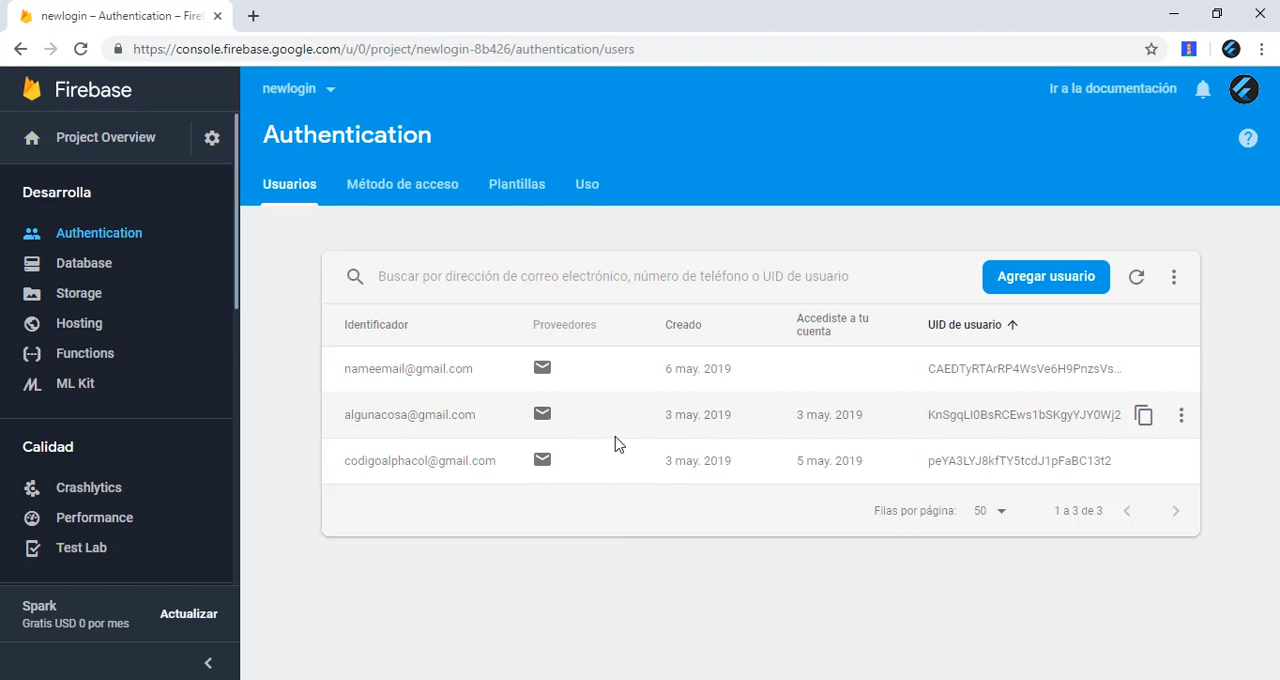 newlogin – Authentication – Fire
https://console.firebase.google.com/u/0/project/newlogin-8b426/authentication/users
Firebase
newlogin
Ir a la documentación
Project Overview
Authentication
Usuarios Método de acceso Plantillas Uso
Desarrolla
Authentication
Database
Storage
Hosting
Functions
ML Kit
Calidad
Crashlytics
Performance
Test Lab
Spark
Gratis USD 0 por mes
Actualizar
Buscar por dirección de correo electrónico, número de teléfono o UID de usuario
Agregar usuario
Identificador Proveedores Creado Accediste a tu cuenta UID de usuario
nameemail@gmail.com 6 may. 2019 CAEDTyRTArRP4WsVe6H9PnzsVs...
algunacosa@gmail.com 3 may. 2019 3 may. 2019 KnSgqLI0BsRCEws1bSKgyYJY0Wj2
codigoalphacol@gmail.com 3 may. 2019 5 may. 2019 peYA3LYJ8kfTY5tcdJ1pFaBC13t2
Filas por página: 50 1 a 3 de 3